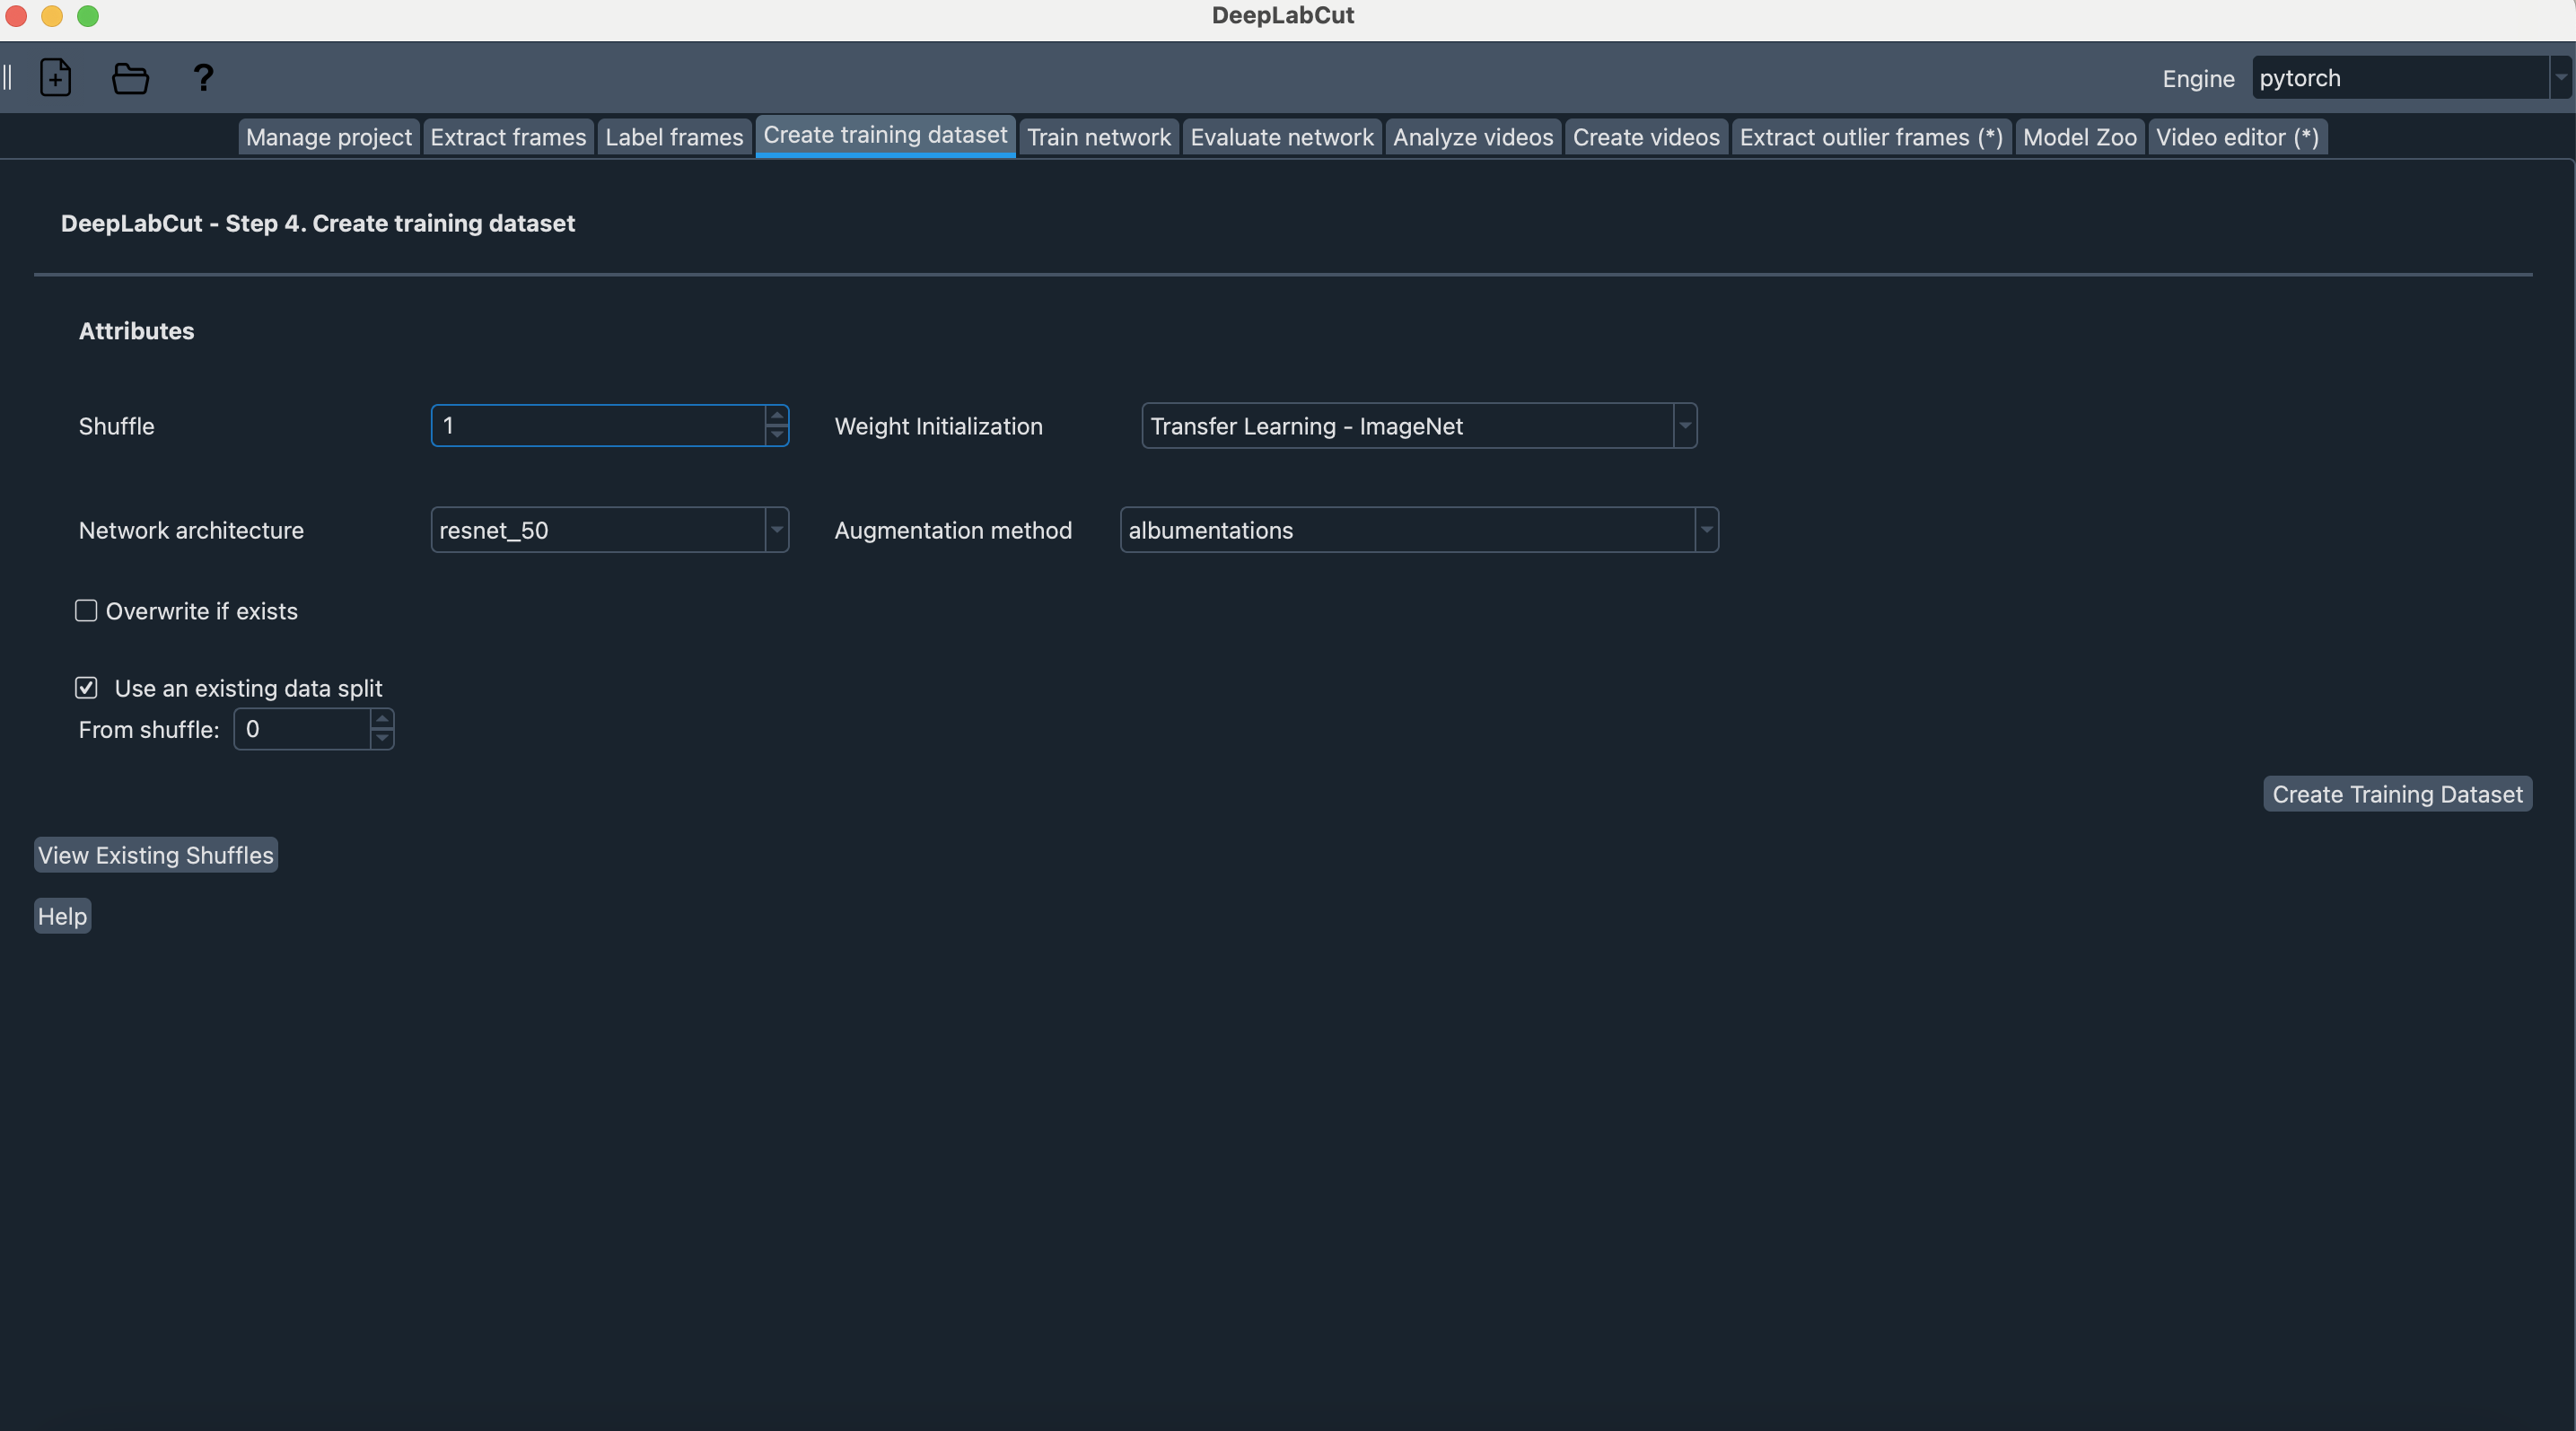 DeepLabCut
? Engine pytorch
Manage project Extract frames Label frames Create training dataset Train network Evaluate network Analyze videos Create videos Extract outlier frames (*) Model Zoo Video editor (*)
DeepLabCut - Step 4. Create training dataset
Attributes
Shuffle 1 Weight Initialization Transfer Learning - ImageNet
Network architecture resnet_50 Augmentation method albumentations
Overwrite if exists
Use an existing data split
From shuffle: 0
Create Training Dataset
View Existing Shuffles
Help